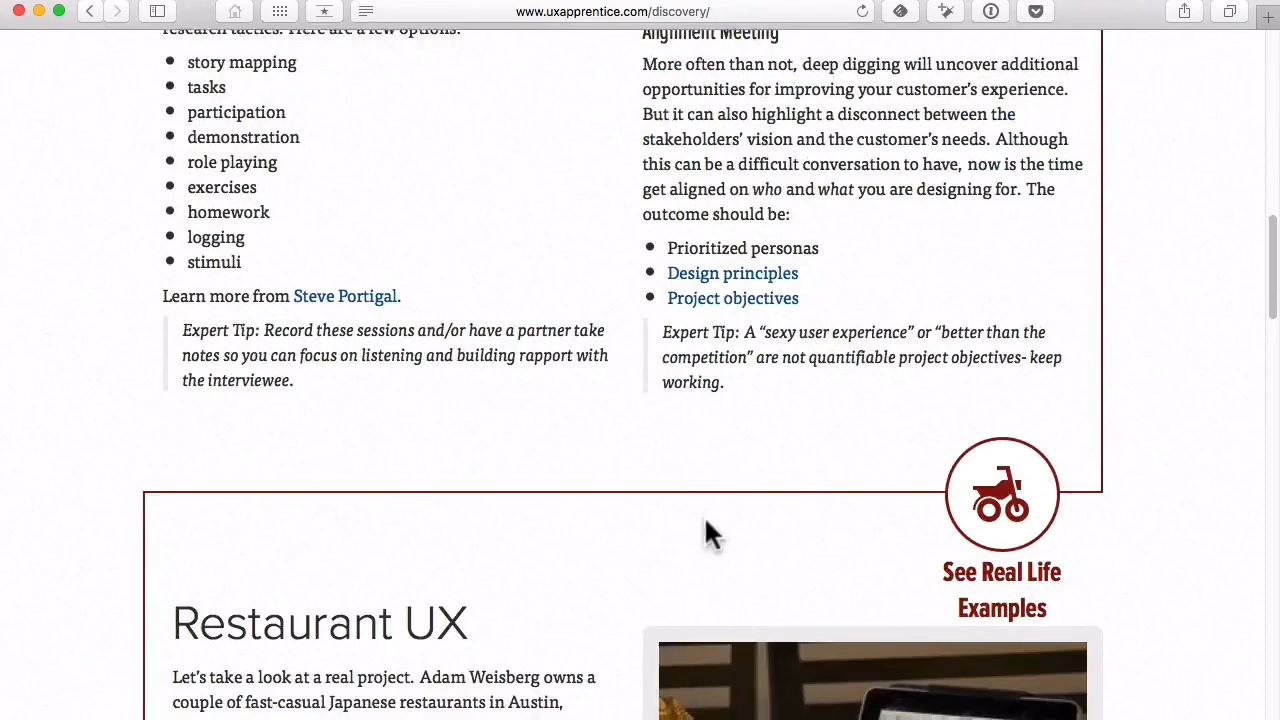 www.uxapprentice.com/discovery/
research tactics. Here are a few options:
story mapping
tasks
participation
demonstration
role playing
exercises
homework
logging
stimuli
Learn more from Steve Portigal.
Expert Tip: Record these sessions and/or have a partner take
notes so you can focus on listening and building rapport with
the interviewee.
Alignment Meeting
More often than not, deep digging will uncover additional
opportunities for improving your customer's experience.
But it can also highlight a disconnect between the
stakeholders' vision and the customer's needs. Although
this can be a difficult conversation to have, now is the time
get aligned on who and what you are designing for. The
outcome should be:
Prioritized personas
Design principles
Project objectives
Expert Tip: A “sexy user experience” or “better than the
competition” are not quantifiable project objectives- keep
working.
See Real Life
Examples
Restaurant UX
Let's take a look at a real project. Adam Weisberg owns a
couple of fast-casual Japanese restaurants in Austin,